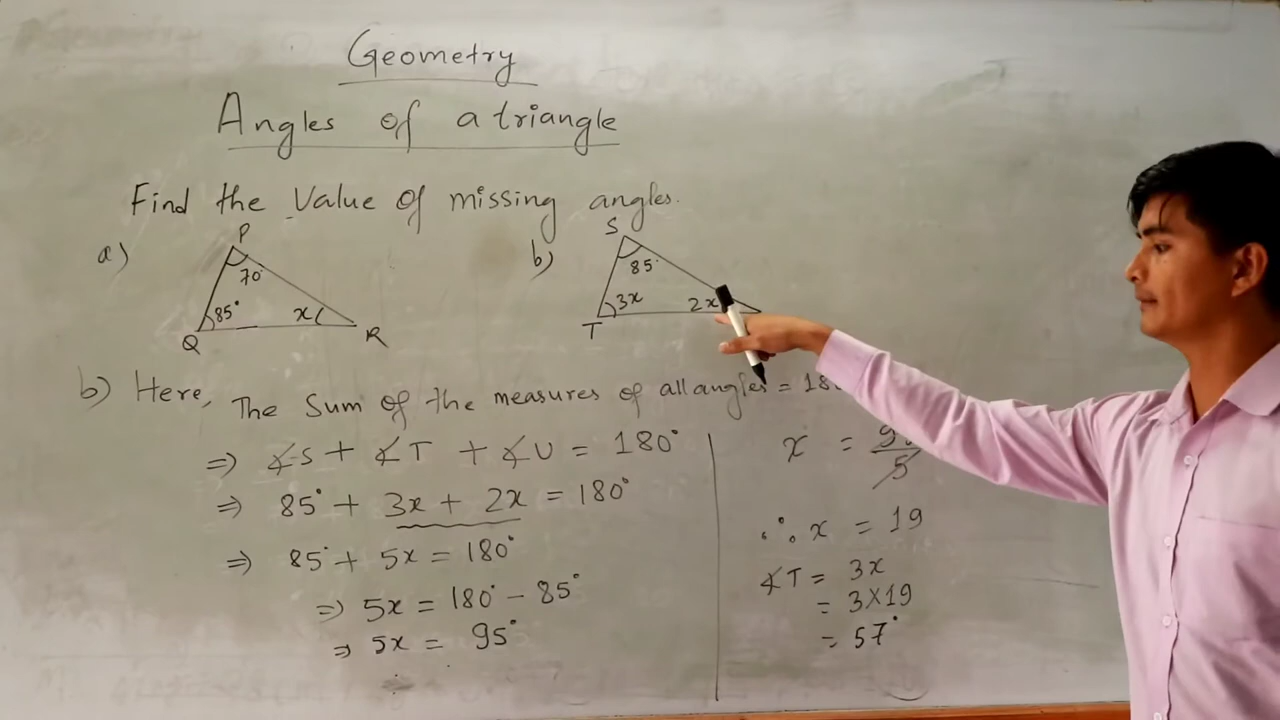 Geometry
Angles of a triangle
Find the Value of missing angles.
a)
P
70°
85°
x
Q
R
b)
S
85°
3x
2x
T
b) Here, The Sum of the measures of all angles = 18
⇒ ∡S + ∡T + ∡U = 180°
⇒ 85° + 3x + 2x = 180°
⇒ 85° + 5x = 180°
⇒ 5x = 180° - 85°
⇒ 5x = 95°
x = 9 / 5
∴ x = 19
∡T = 3x
= 3×19
= 57°